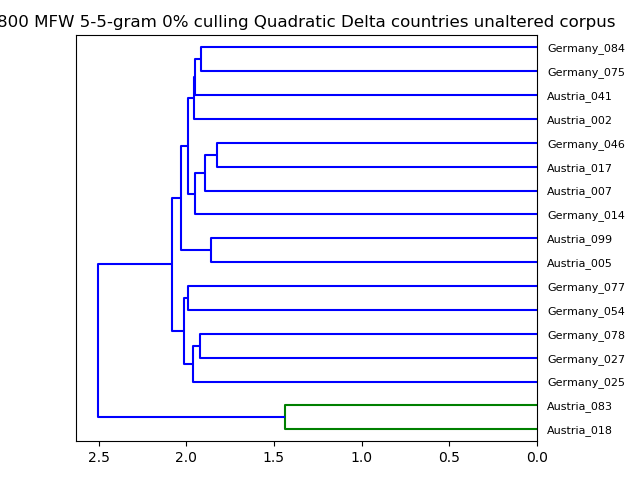 800 MFW 5-5-gram 0% culling Quadratic Delta countries unaltered corpus
Germany_084
Germany_075
Austria_041
Austria_002
Germany_046
Austria_017
Austria_007
Germany_014
Austria_099
Austria_005
Germany_077
Germany_054
Germany_078
Germany_027
Germany_025
Austria_083
Austria_018
2.5 2.0 1.5 1.0 0.5 0.0